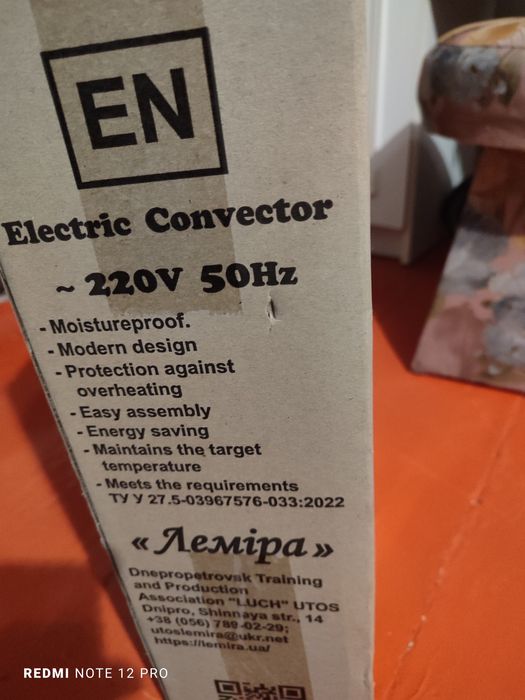 EN
Electric Convector
~ 220V 50Hz
- Moistureproof.
- Modern design
- Protection against
overheating
- Easy assembly
- Energy saving
- Maintains the target
temperature
- Meets the requirements
ТУ У 27.5-03967576-033:2022
«Леміра»
Dnepropetrovsk Training
and Production
Association "LUCH" UTOS
Dnipro, Shinnaya str., 14
+38 (056) 789-02-29;
utoslemira@ukr.net
https://lemira.ua/
REDMI NOTE 12 PRO